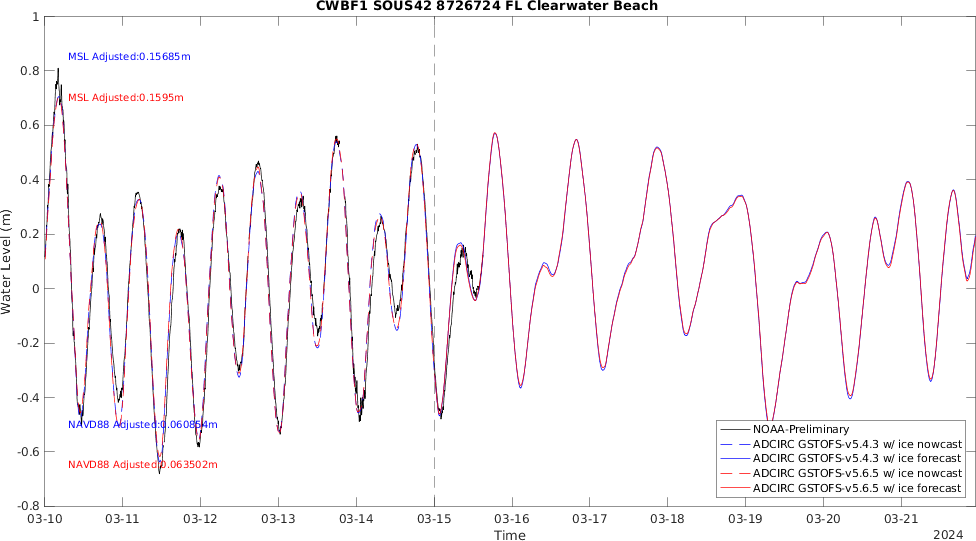 CWBF1 SOUS42 8726724 FL Clearwater Beach
1
0.8
0.6
0.4
0.2
0
-0.2
-0.4
-0.6
-0.8
Water Level (m)
MSL Adjusted:0.15685m
MSL Adjusted:0.1595m
NAVD88 Adjusted:0.060854m
NAVD88 Adjusted:0.063502m
NOAA-Preliminary
ADCIRC GSTOFS-v5.4.3 w/ ice nowcast
ADCIRC GSTOFS-v5.4.3 w/ ice forecast
ADCIRC GSTOFS-v5.6.5 w/ ice nowcast
ADCIRC GSTOFS-v5.6.5 w/ ice forecast
03-10 03-11 03-12 03-13 03-14 03-15 03-16 03-17 03-18 03-19 03-20 03-21
Time
2024